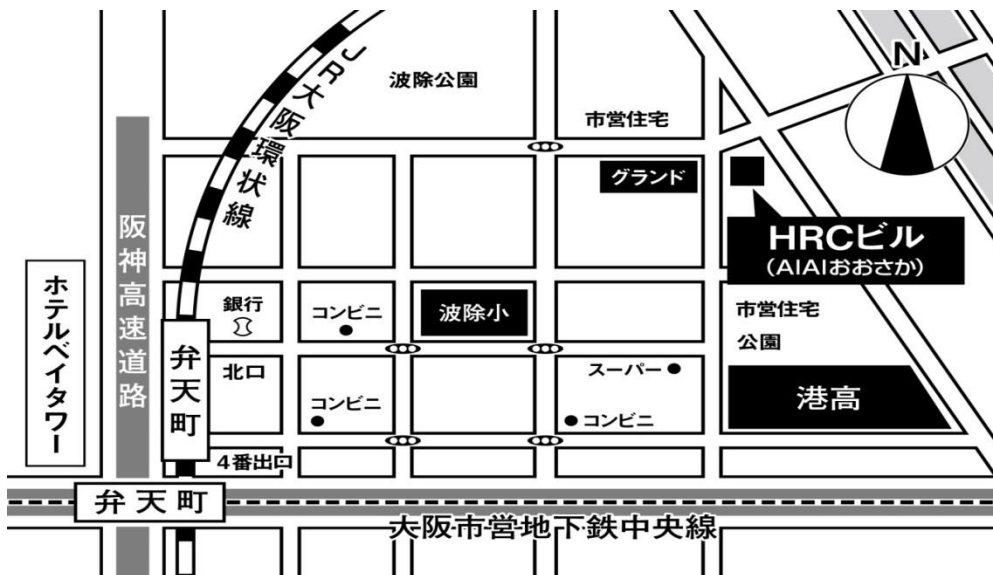 N
JR大阪環状線
波除公園
市営住宅
グランド
HRCビル
(AIAIおおさか)
阪神高速道路
ホテルベイタワー
銀行
コンビニ
波除小
市営住宅
公園
弁天町
北口
スーパー
港高
コンビニ
コンビニ
4番出口
弁天町
大阪市営地下鉄中央線